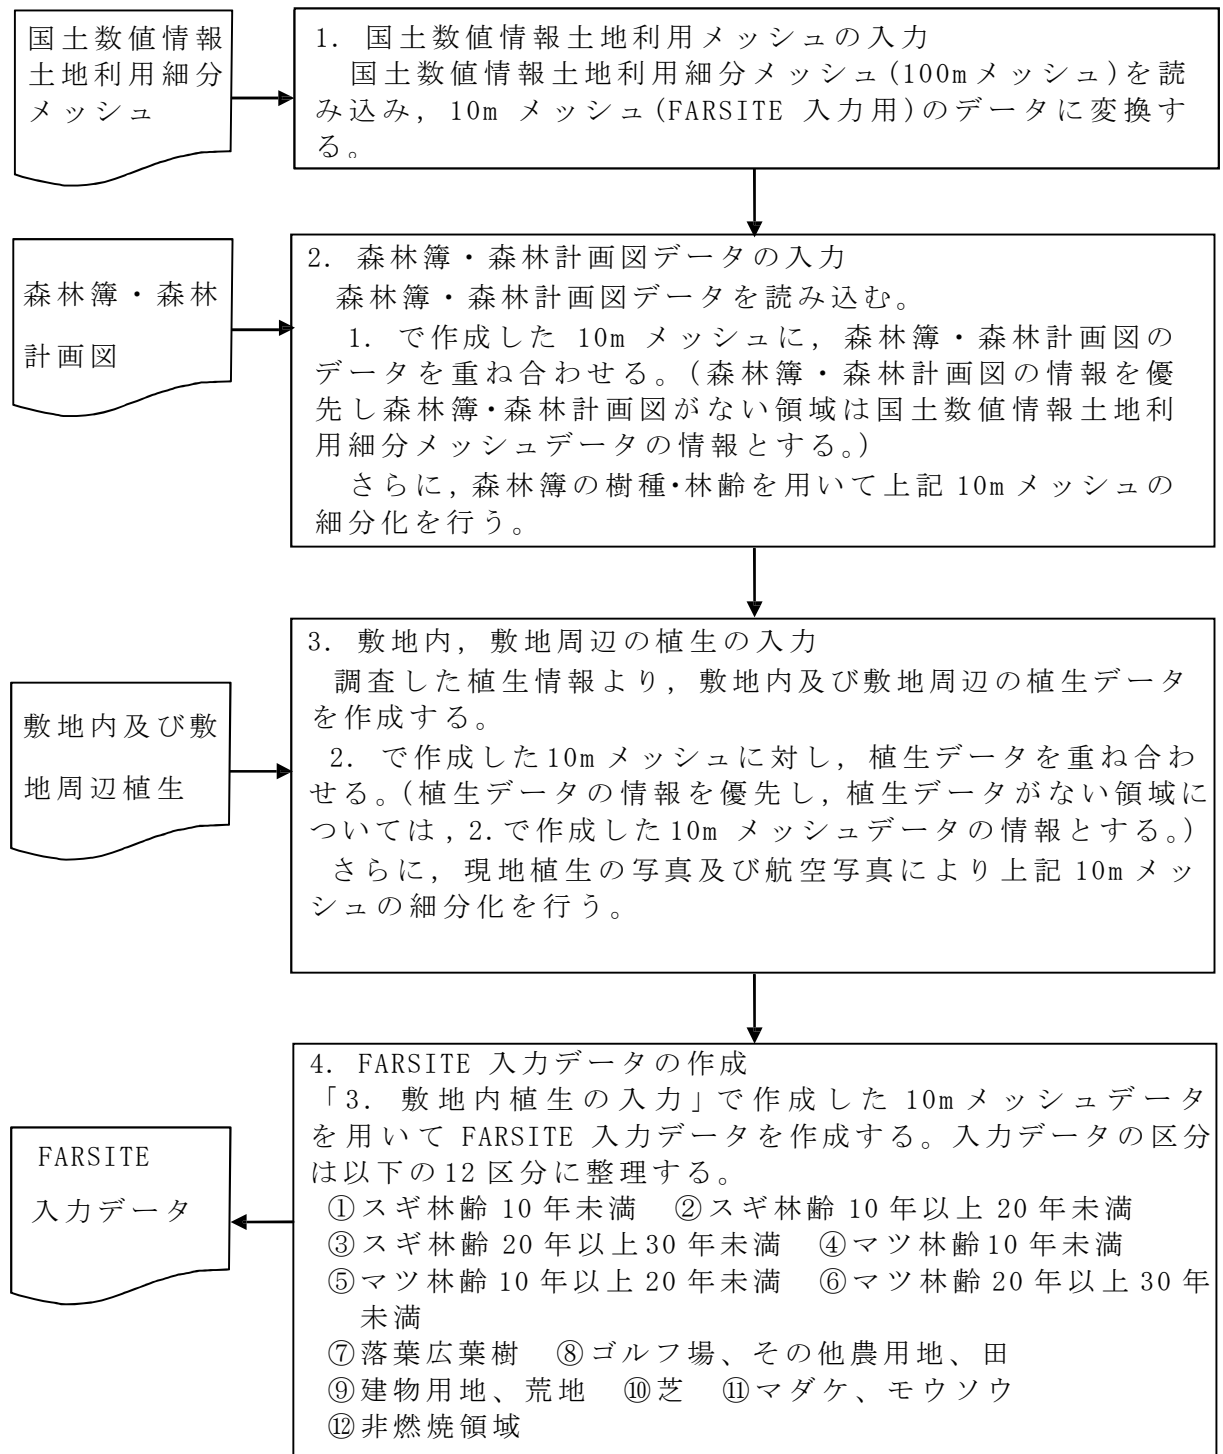 国土数値情報
土地利用細分
メッシュ
1. 国土数値情報土地利用メッシュの入力
国土数値情報土地利用細分メッシュ(100mメッシュ)を読
み込み，10m メッシュ(FARSITE 入力用)のデータに変換す
る。
森林簿・森林
計画図
2. 森林簿・森林計画図データの入力
森林簿・森林計画図データを読み込む。
1. で作成した 10m メッシュに，森林簿・森林計画図の
データを重ね合わせる。(森林簿・森林計画図の情報を優
先し森林簿・森林計画図がない領域は国土数値情報土地利
用細分メッシュデータの情報とする。)
さらに，森林簿の樹種・林齢を用いて上記 10m メッシュの
細分化を行う。
敷地内及び敷
地周辺植生
3. 敷地内，敷地周辺の植生の入力
調査した植生情報より，敷地内及び敷地周辺の植生データ
を作成する。
2. で作成した10m メッシュに対し，植生データを重ね合わ
せる。(植生データの情報を優先し，植生データがない領域に
ついては，2.で作成した10m メッシュデータの情報とする。)
さらに，現地植生の写真及び航空写真により上記 10m メッ
シュの細分化を行う。
FARSITE
入力データ
4. FARSITE 入力データの作成
「3. 敷地内植生の入力」で作成した 10m メッシュデータ
を用いて FARSITE 入力データを作成する。入力データの区分
は以下の12 区分に整理する。
①スギ林齢 10 年未満 ②スギ林齢 10 年以上 20 年未満
③スギ林齢 20 年以上30 年未満 ④マツ林齢10 年未満
⑤マツ林齢 10 年以上 20 年未満 ⑥マツ林齢 20 年以上 30 年
未満
⑦落葉広葉樹 ⑧ゴルフ場、その他農用地、田
⑨建物用地、荒地 ⑩芝 ⑪マダケ、モウソウ
⑫非燃焼領域